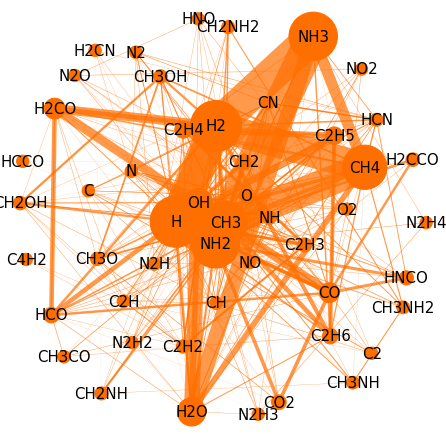 HNO
CH2NH2
NH3
H2CN
N2
N2O
CH3OH
NO2
CN
H2CO
HCN
C2H4
H2
C2H5
HCCO
CH2
H2CCO
N
CH4
C
OH
O
CH2OH
H
CH3
NH
O2
N2H4
NH2
C2H3
C4H2
CH3O
N2H
NO
HNCO
C2H
CH
CO
CH3NH2
HCO
N2H2
C2H2
C2H6
CH3CO
C2
CH3NH
CH2NH
H2O
N2H3
CO2